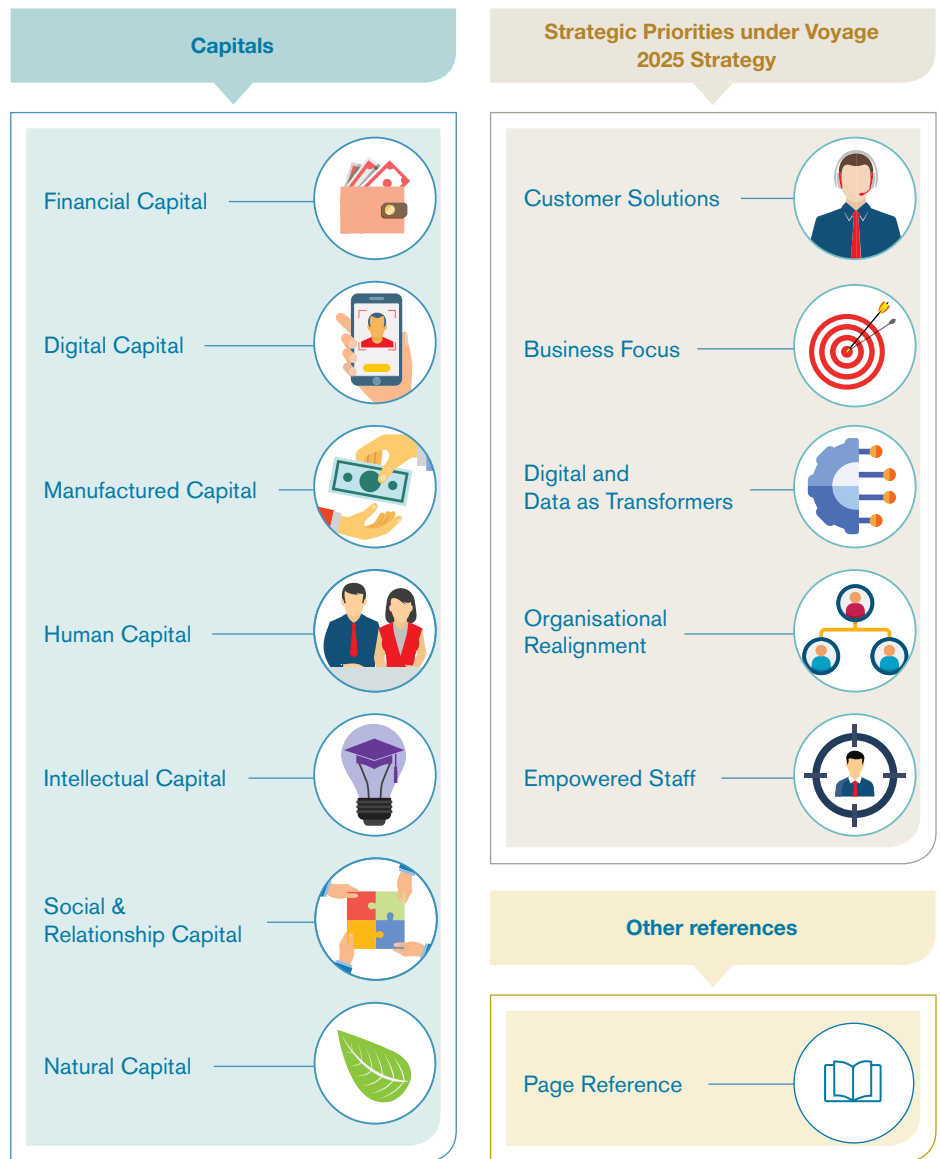 Capitals
Financial Capital
Digital Capital
Manufactured Capital
Human Capital
Intellectual Capital
Social &
Relationship Capital
Natural Capital
Strategic Priorities under Voyage
2025 Strategy
Customer Solutions
Business Focus
Digital and
Data as Transformers
Organisational
Realignment
Empowered Staff
Other references
Page Reference